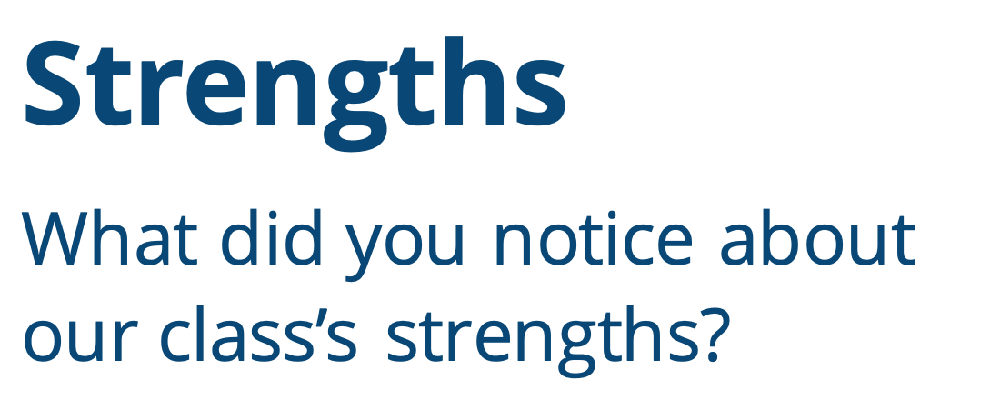 Strengths
What did you notice about
our class’s strengths?